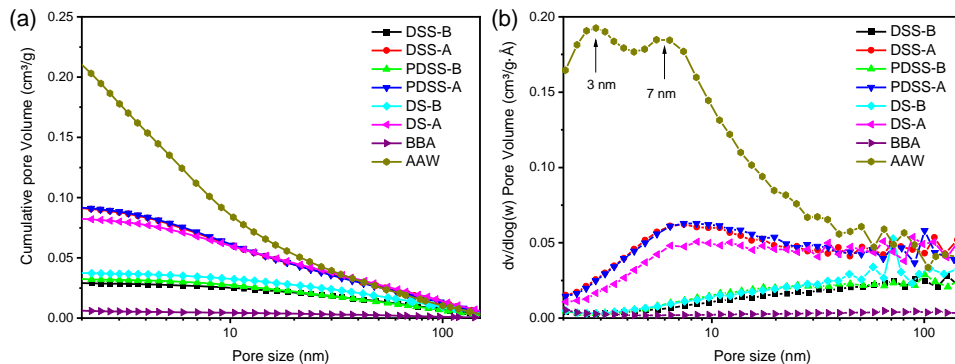 (a)
0.25
0.20
0.15
0.10
0.05
0.00
Cumulative pore Volume (cm³/g)
10
100
Pore size (nm)
DSS-B
DSS-A
PDSS-B
PDSS-A
DS-B
DS-A
BBA
AAW
(b)
0.20
0.15
0.10
0.05
0.00
dv/dlog(w) Pore Volume (cm³/g·Å)
3 nm
7 nm
10
100
Pore size (nm)
DSS-B
DSS-A
PDSS-B
PDSS-A
DS-B
DS-A
BBA
AAW